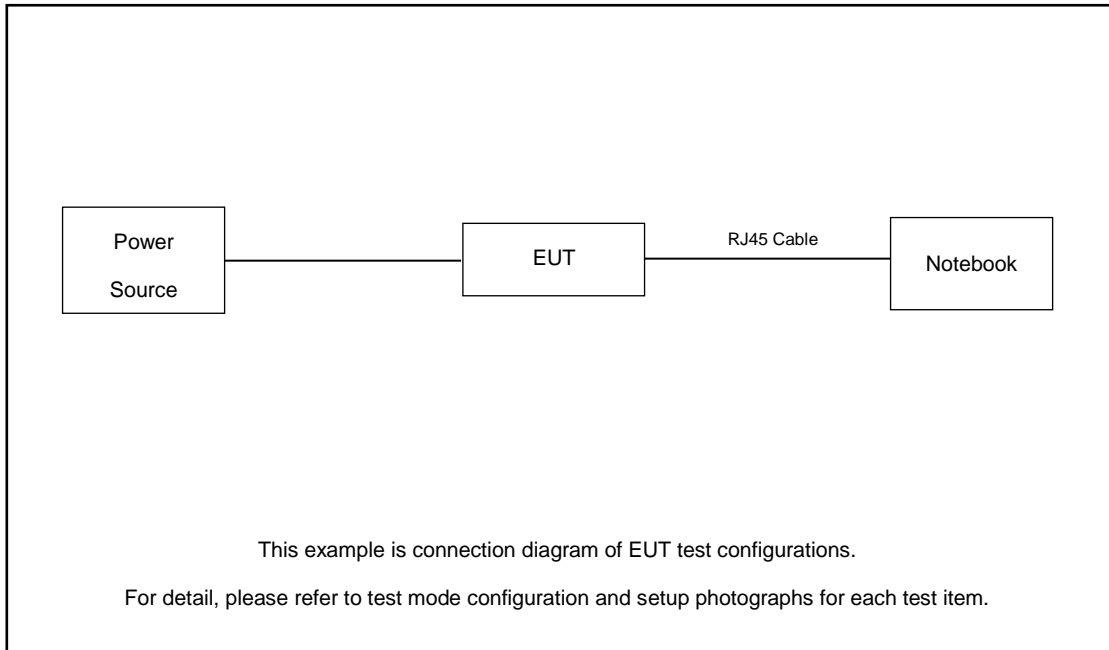 Power
Source
EUT
RJ45 Cable
Notebook
This example is connection diagram of EUT test configurations.
For detail, please refer to test mode configuration and setup photographs for each test item.